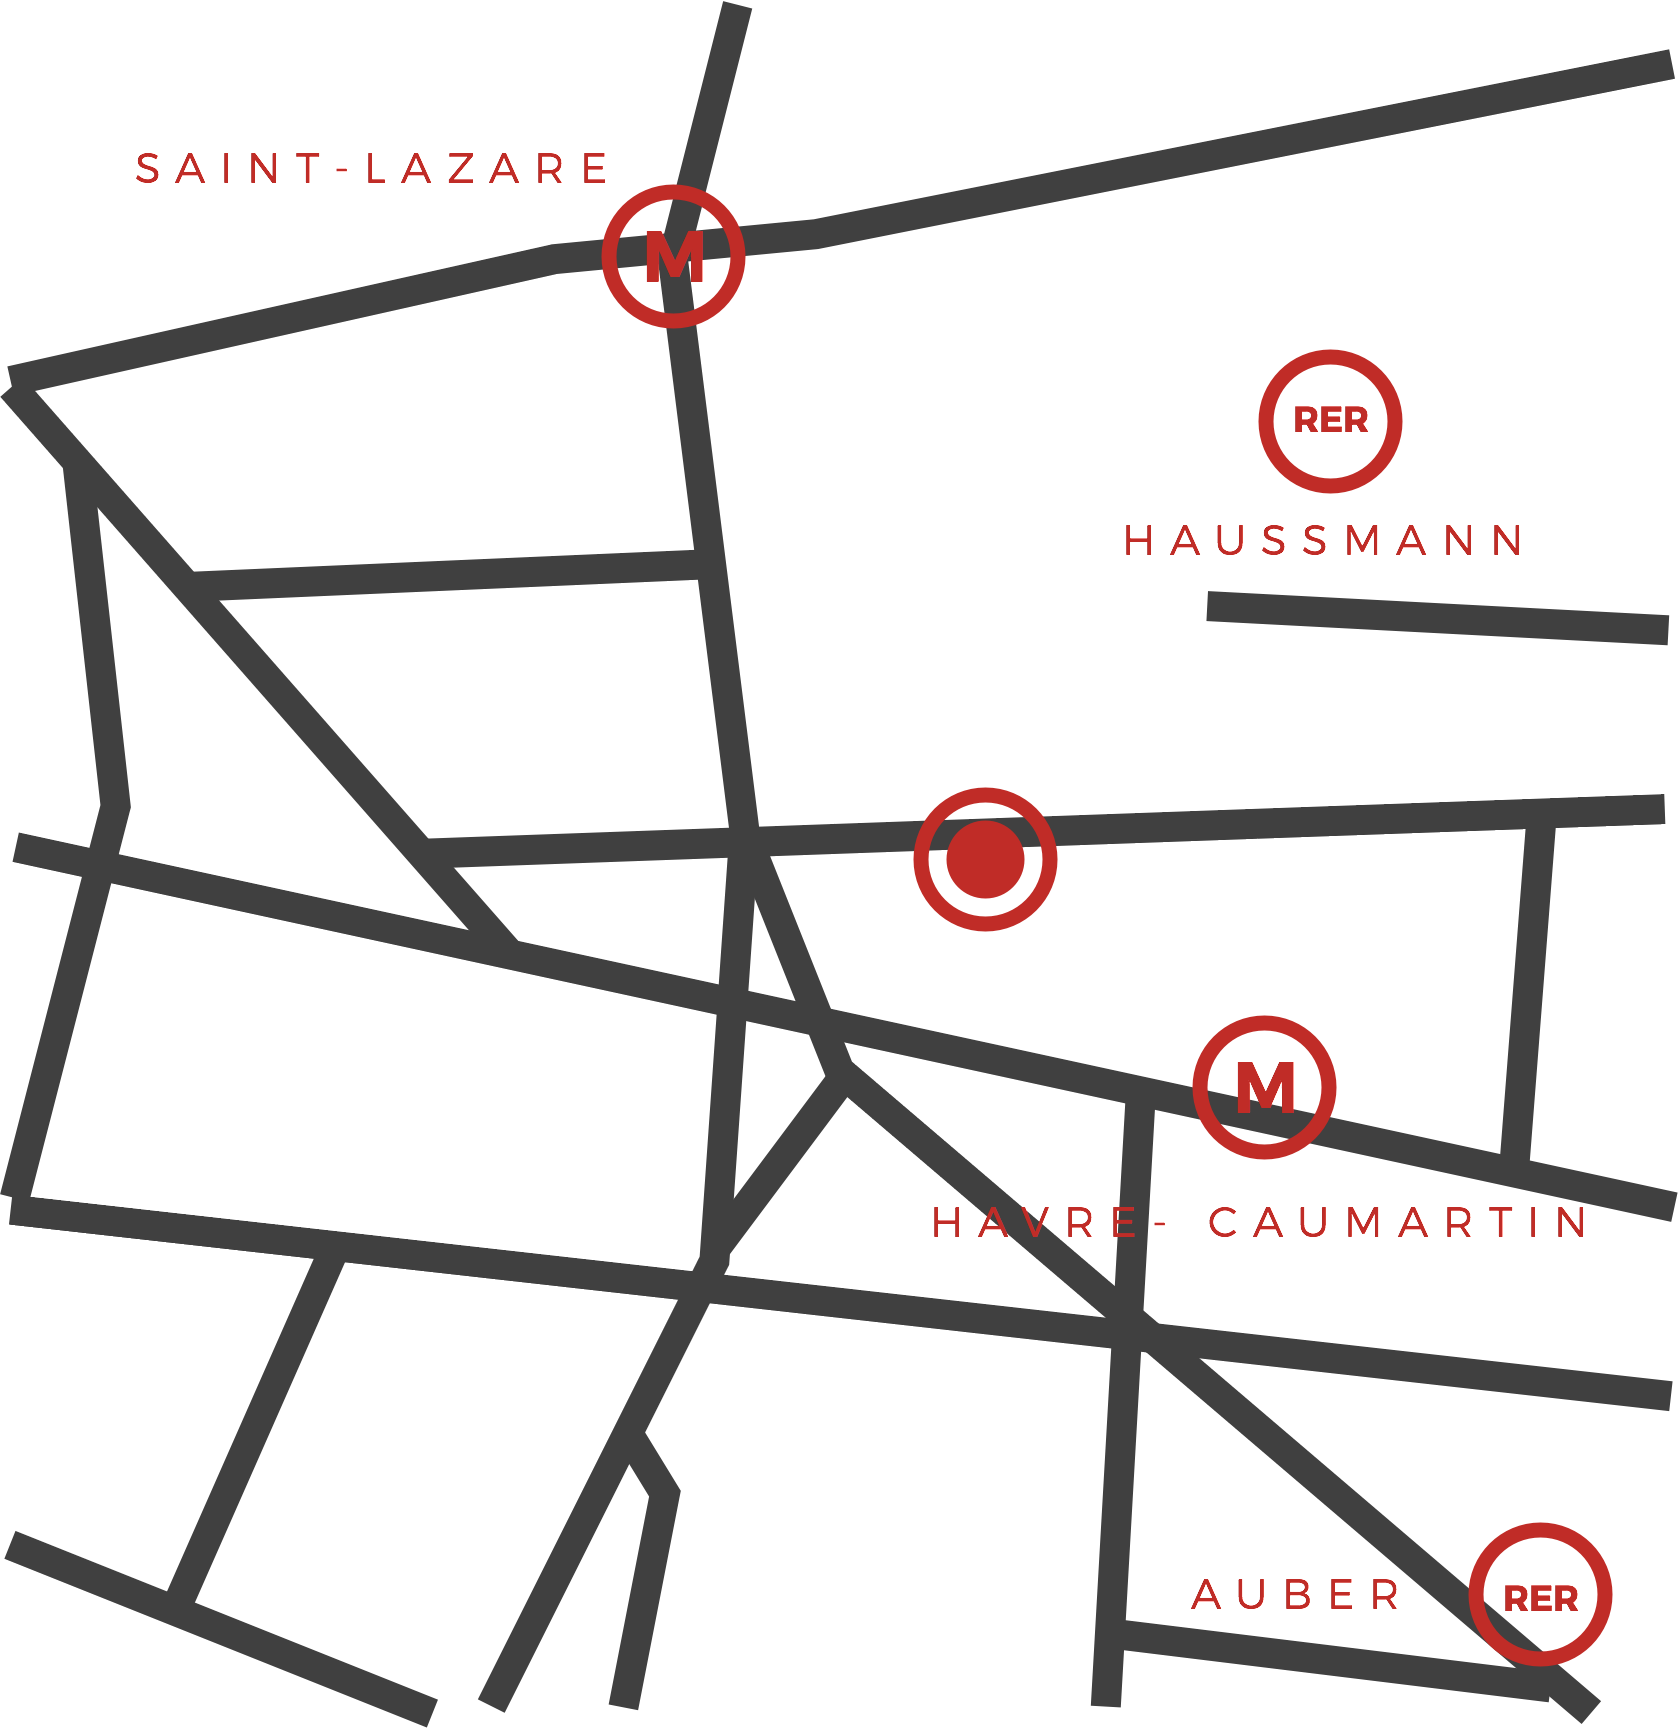 SAINT-LAZARE
M
RER
HAUSSMANN
M
HAVRE- CAUMARTIN
AUBER
RER